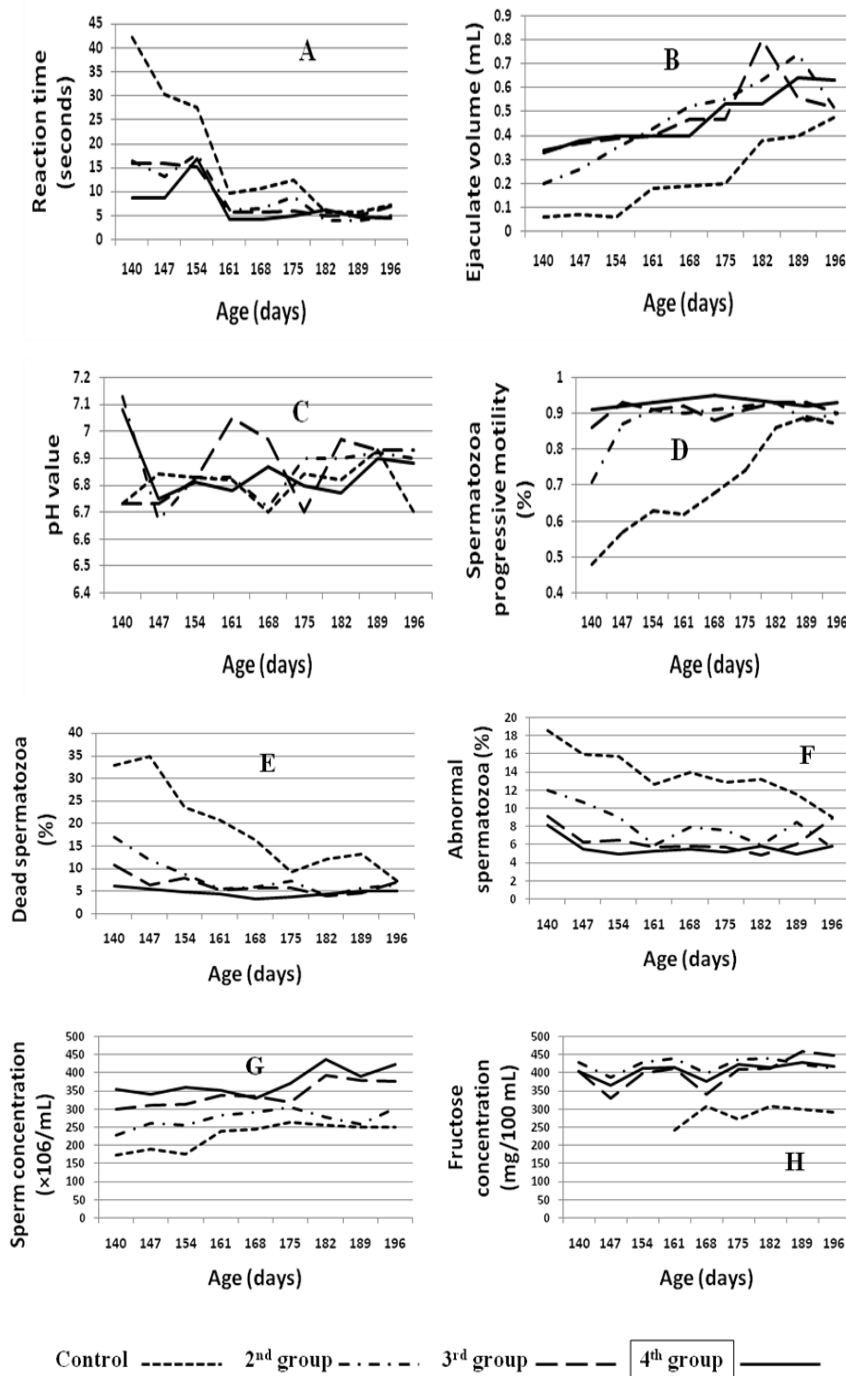 A
Reaction time
(seconds)
45
40
35
30
25
20
15
10
5
0
140 147 154 161 168 175 182 189 196
Age (days)
B
Ejaculate volume (mL)
0.9
0.8
0.7
0.6
0.5
0.4
0.3
0.2
0.1
0
140 147 154 161 168 175 182 189 196
Age (days)
C
pH value
7.2
7.1
7
6.9
6.8
6.7
6.6
6.5
6.4
140 147 154 161 168 175 182 189 196
Age (days)
D
Spermatozoa
progressive motility
(%)
1
0.9
0.8
0.7
0.6
0.5
0.4
140 147 154 161 168 175 182 189 196
Age (days)
E
Dead spermatozoa
(%)
40
35
30
25
20
15
10
5
0
140 147 154 161 168 175 182 189 196
Age (days)
F
Abnormal
spermatozoa (%)
20
18
16
14
12
10
8
6
4
2
0
140 147 154 161 168 175 182 189 196
Age (days)
G
Sperm concentration
(×106/mL)
500
450
400
350
300
250
200
150
100
50
0
140 147 154 161 168 175 182 189 196
Age (days)
H
Fructose
concentration
(mg/100 mL)
500
450
400
350
300
250
200
150
100
50
0
140 147 154 161 168 175 182 189 196
Age (days)
Control 2nd group 3rd group 4th group